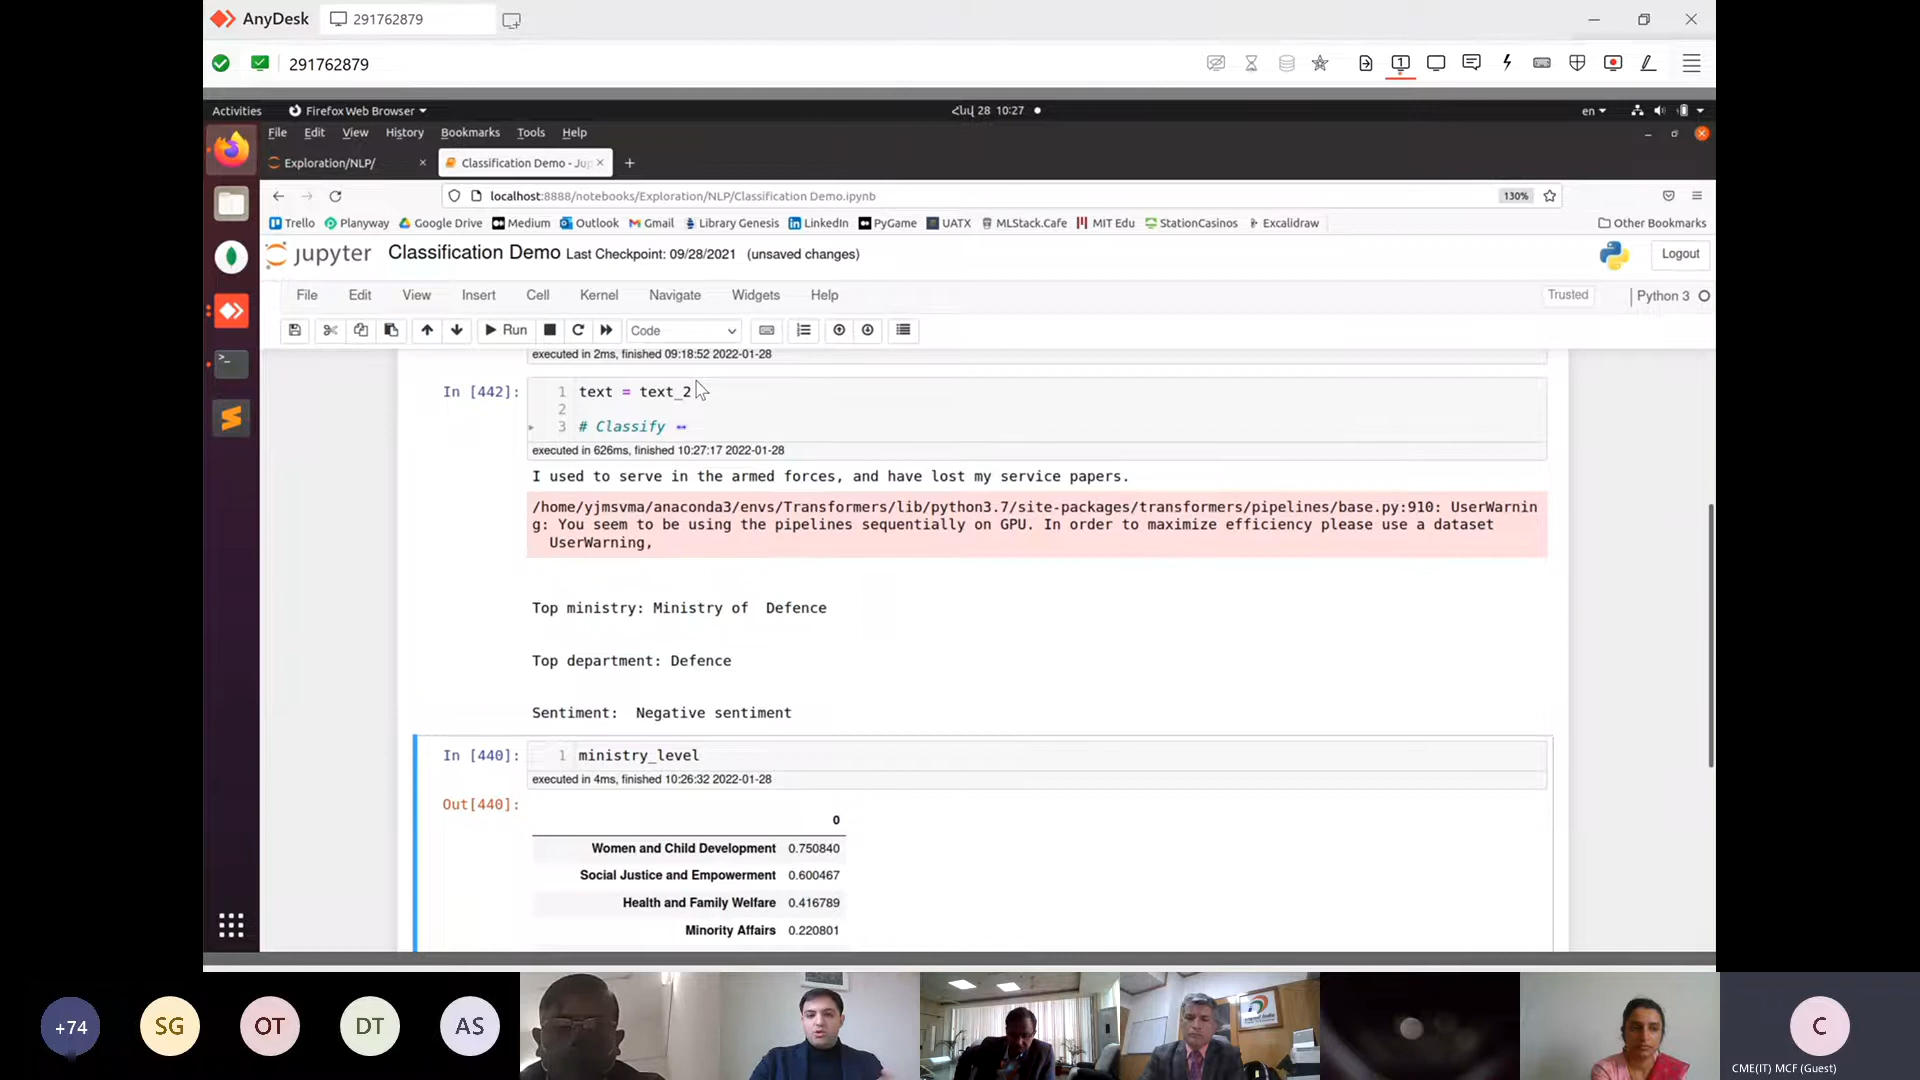 AnyDesk
291762879
291762879
1
Activities
Firefox Web Browser
Հնվ 28 10:27
en
File Edit View History Bookmarks Tools Help
Exploration/NLP/
Classification Demo - Jup
localhost:8888/notebooks/Exploration/NLP/Classification Demo.ipynb
130%
Trello Planyway Google Drive Medium Outlook Gmail Library Genesis LinkedIn PyGame UATX MLStack.Cafe MIT Edu StationCasinos Excalidraw Other Bookmarks
jupyter Classification Demo Last Checkpoint: 09/28/2021 (unsaved changes)
Logout
File Edit View Insert Cell Kernel Navigate Widgets Help
Trusted
Python 3
Run
Code
executed in 2ms, finished 09:18:52 2022-01-28
In [442]:
1 text = text_2
2
3 # Classify
executed in 626ms, finished 10:27:17 2022-01-28
I used to serve in the armed forces, and have lost my service papers.
/home/yjmsvma/anaconda3/envs/Transformers/lib/python3.7/site-packages/transformers/pipelines/base.py:910: UserWarnin
g: You seem to be using the pipelines sequentially on GPU. In order to maximize efficiency please use a dataset
UserWarning,
Top ministry: Ministry of  Defence
Top department: Defence
Sentiment:  Negative sentiment
In [440]:
1 ministry_level
executed in 4ms, finished 10:26:32 2022-01-28
Out[440]:
0
Women and Child Development 0.750840
Social Justice and Empowerment 0.600467
Health and Family Welfare 0.416789
Minority Affairs 0.220801
+74
SG
OT
DT
AS
C
CME(IT) MCF (Guest)